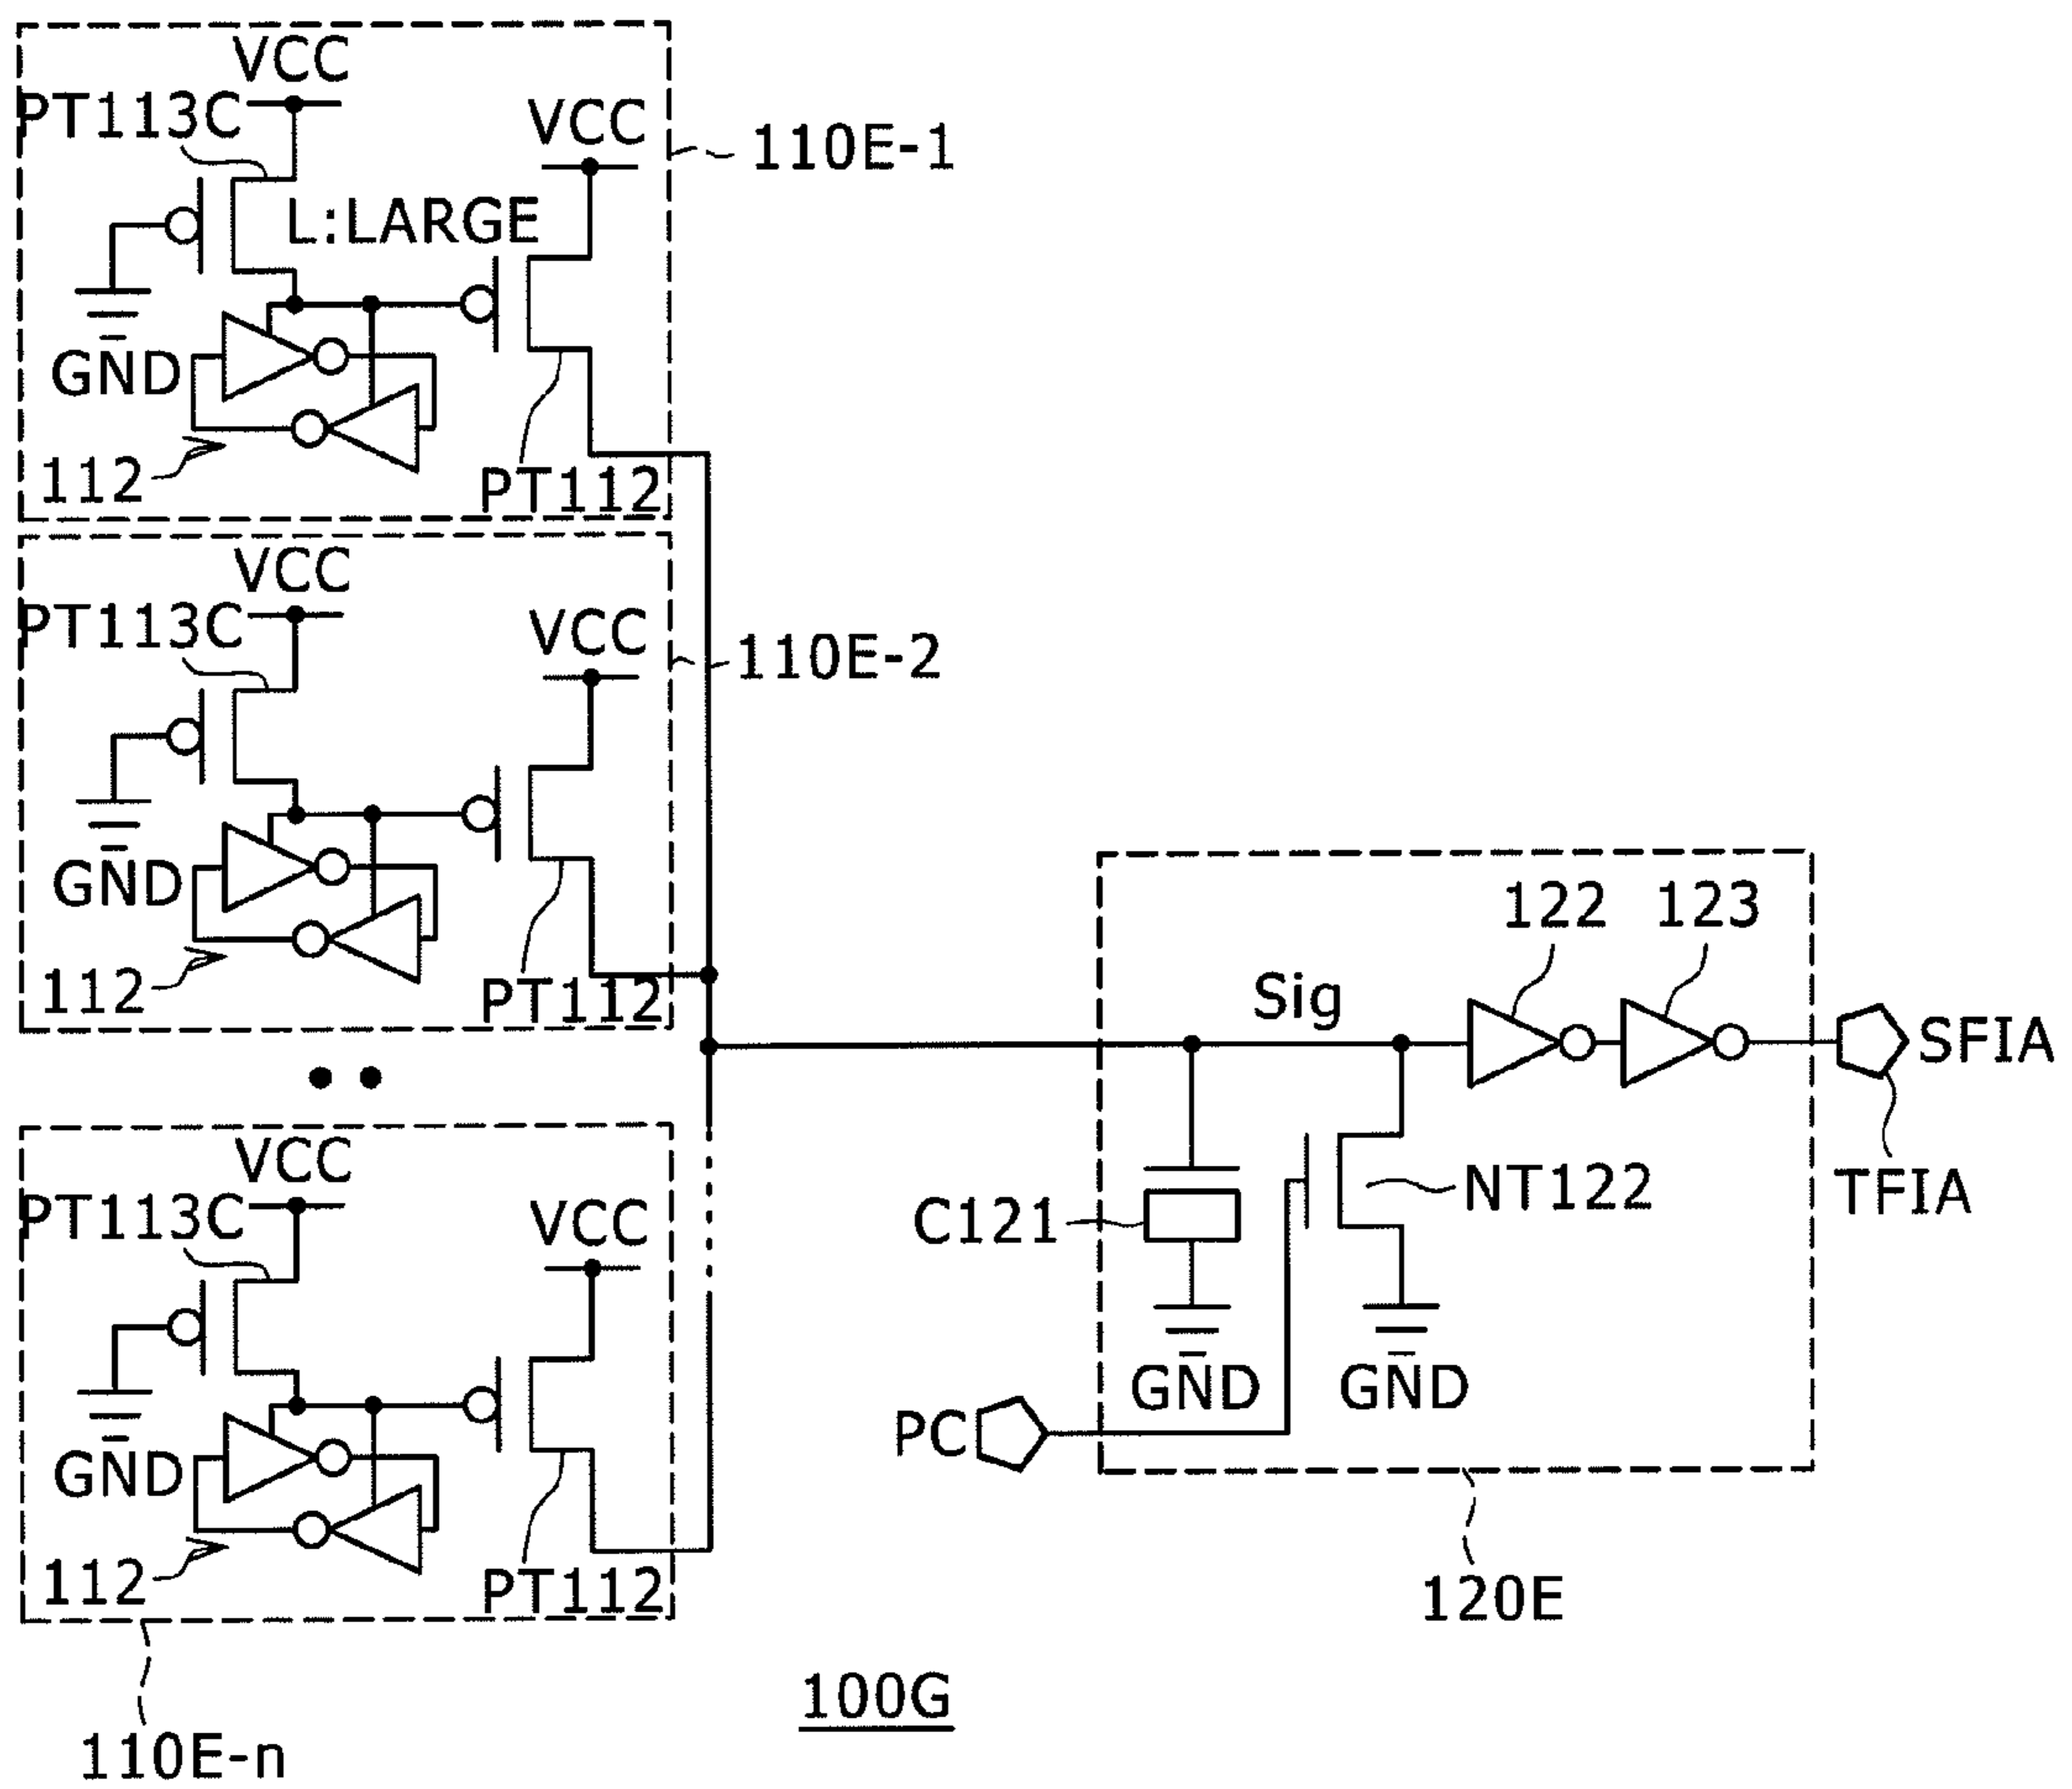 VCC
PT113C
VCC
110E-1
L:LARGE
GND
112
PT112
VCC
PT113C
VCC
110E-2
GND
112
PT112
VCC
PT113C
VCC
GND
112
PT112
110E-n
122
123
Sig
SFIA
NT122
TFIA
C121
GND
GND
PC
120E
100G